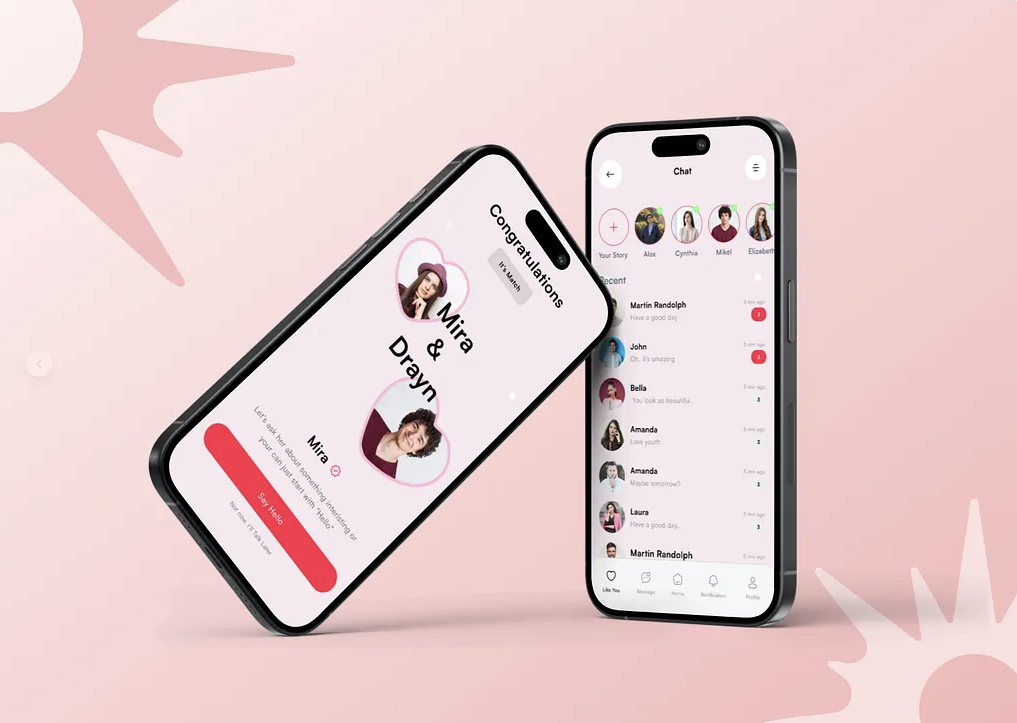 Congratulations
It's Match
Mira
&
Drayn
Mira
Let's ask her about something interisting or
your can just start with "Hello."
Say Hello
Not now, I'll Talk Later
Chat
Your Story
Alex
Cynthia
Mikel
Elizabeth
Recent
Martin Randolph
5 min ago
Have a good day
3
John
5 min ago
Oh, it's amazing
3
Bella
5 min ago
You look so beautiful.
3
Amanda
5 min ago
Love youth
3
Amanda
5 min ago
Maybe tomorrow?
3
Laura
5 min ago
Have a good day..
3
Martin Randolph
5 min ago
Like You
Message
Home
Notification
Profile